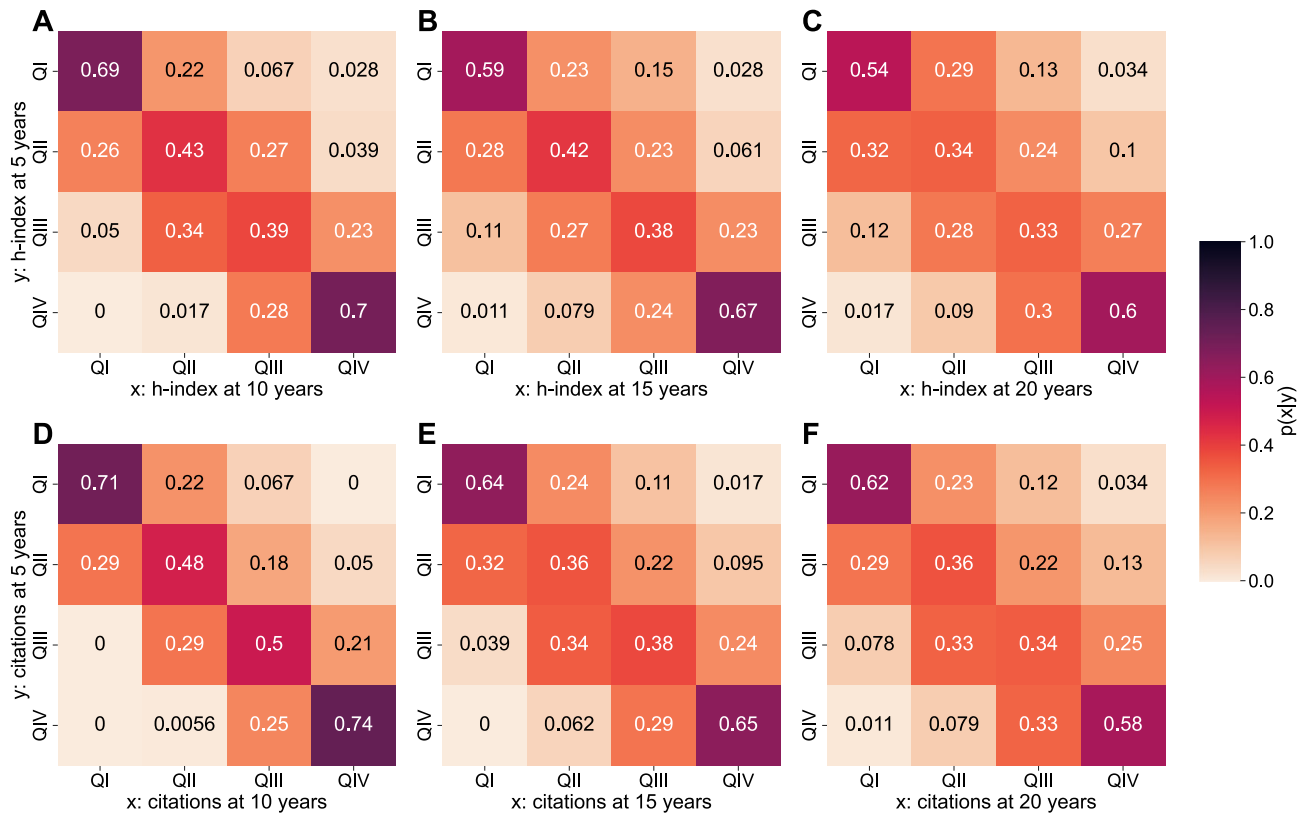 A
B
C
QI 0.69 0.22 0.067 0.028
QII 0.26 0.43 0.27 0.039
QIII 0.05 0.34 0.39 0.23
QIV 0 0.017 0.28 0.7
QI QII QIII QIV
x: h-index at 10 years
y: h-index at 5 years
QI 0.59 0.23 0.15 0.028
QII 0.28 0.42 0.23 0.061
QIII 0.11 0.27 0.38 0.23
QIV 0.011 0.079 0.24 0.67
QI QII QIII QIV
x: h-index at 15 years
QI 0.54 0.29 0.13 0.034
QII 0.32 0.34 0.24 0.1
QIII 0.12 0.28 0.33 0.27
QIV 0.017 0.09 0.3 0.6
QI QII QIII QIV
x: h-index at 20 years
D
E
F
QI 0.71 0.22 0.067 0
QII 0.29 0.48 0.18 0.05
QIII 0 0.29 0.5 0.21
QIV 0 0.0056 0.25 0.74
QI QII QIII QIV
x: citations at 10 years
y: citations at 5 years
QI 0.64 0.24 0.11 0.017
QII 0.32 0.36 0.22 0.095
QIII 0.039 0.34 0.38 0.24
QIV 0 0.062 0.29 0.65
QI QII QIII QIV
x: citations at 15 years
QI 0.62 0.23 0.12 0.034
QII 0.29 0.36 0.22 0.13
QIII 0.078 0.33 0.34 0.25
QIV 0.011 0.079 0.33 0.58
QI QII QIII QIV
x: citations at 20 years
1.0
0.8
0.6
0.4
0.2
0.0
p(x|y)